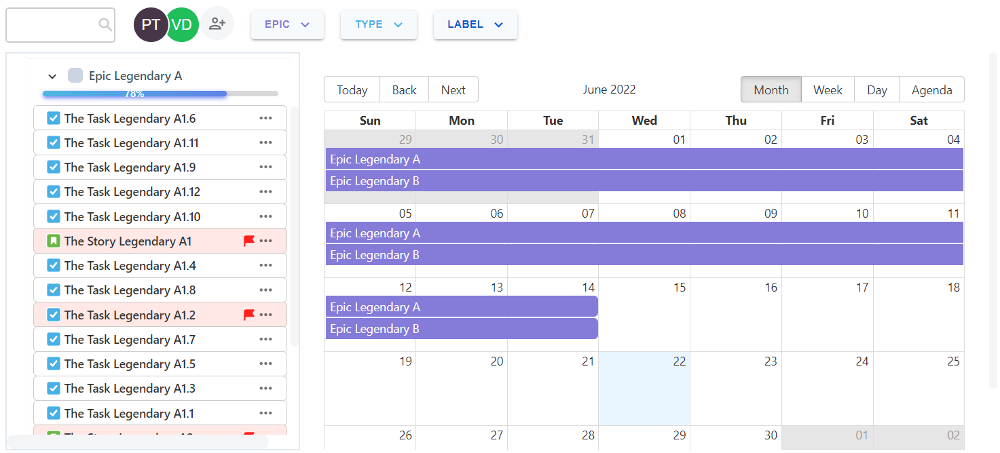 PT VD EPIC TYPE LABEL
Epic Legendary A
78%
The Task Legendary A1.6
The Task Legendary A1.11
The Task Legendary A1.9
The Task Legendary A1.12
The Task Legendary A1.10
The Story Legendary A1
The Task Legendary A1.4
The Task Legendary A1.8
The Task Legendary A1.2
The Task Legendary A1.7
The Task Legendary A1.5
The Task Legendary A1.3
The Task Legendary A1.1
Today Back Next June 2022 Month Week Day Agenda
Sun Mon Tue Wed Thu Fri Sat
29 30 31 01 02 03 04
Epic Legendary A
Epic Legendary B
05 06 07 08 09 10 11
Epic Legendary A
Epic Legendary B
12 13 14 15 16 17 18
Epic Legendary A
Epic Legendary B
19 20 21 22 23 24 25
26 27 28 29 30 01 02